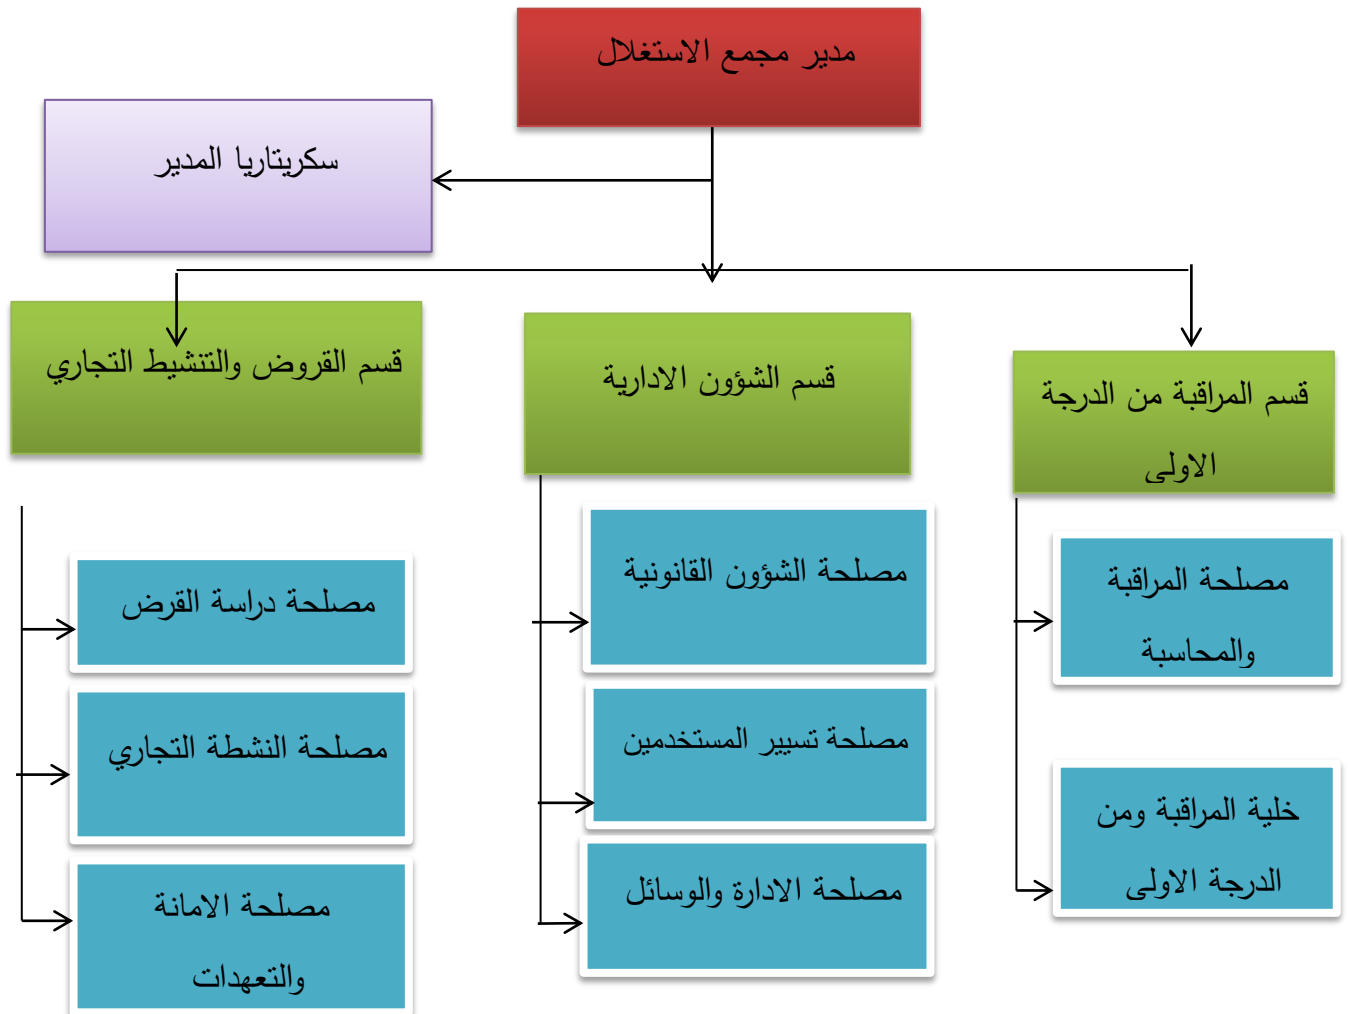 مدير مجمع الاستغلال
سكريتاريا المدير
قسم المراقبة من الدرجة
الاولى
قسم الشؤون الادارية
قسم القروض والتنشيط التجاري
مصلحة المراقبة
والمحاسبة
خلية المراقبة ومن
الدرجة الاولى
مصلحة الشؤون القانونية
مصلحة تسيير المستخدمين
مصلحة الادارة والوسائل
مصلحة دراسة القرض
مصلحة النشطة التجاري
مصلحة الامانة
والتعهدات